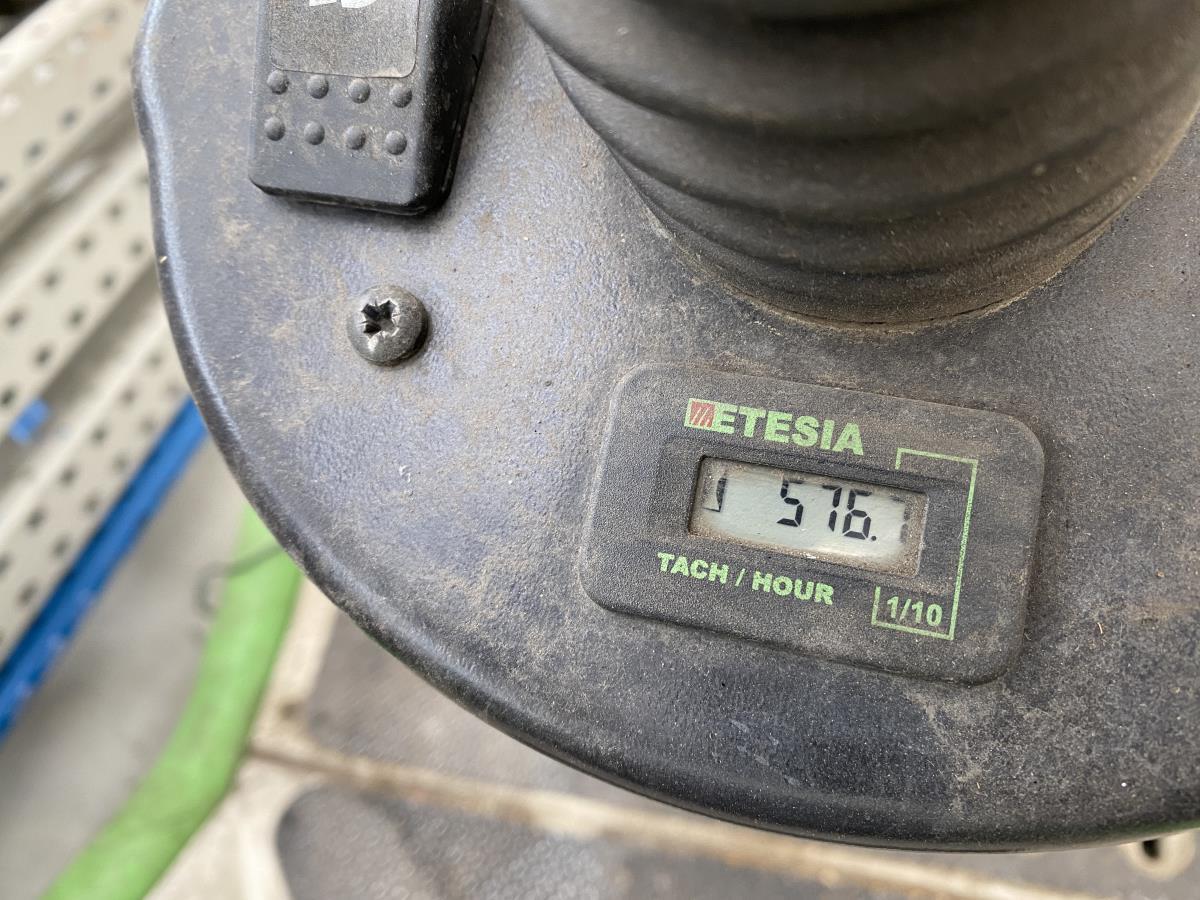 ETESIA
576.
TACH / HOUR
1/10